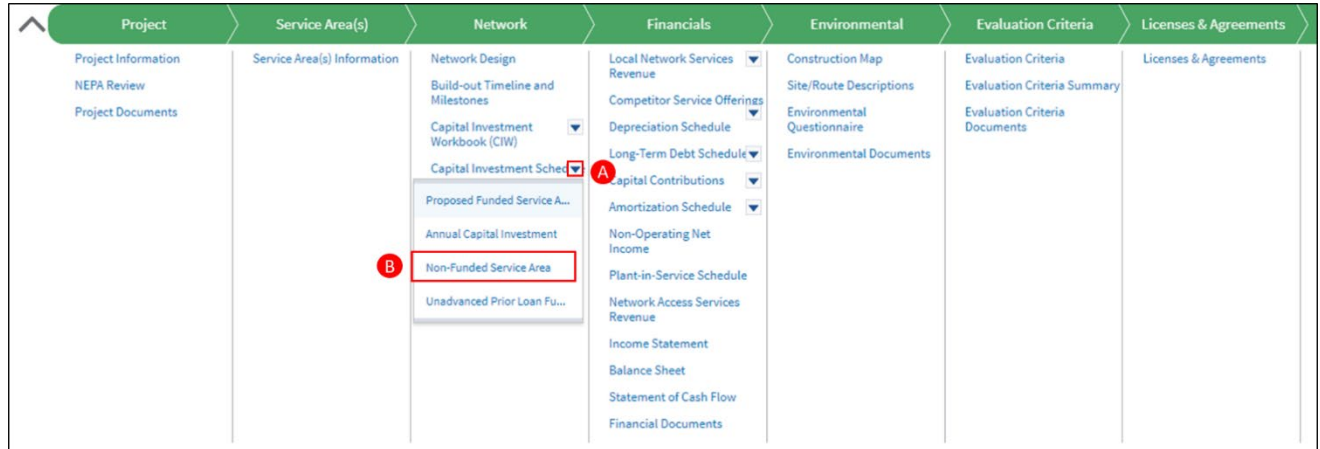 Project
Service Area(s)
Network
Financials
Environmental
Evaluation Criteria
Licenses & Agreements
Project Information
NEPA Review
Project Documents
Service Area(s) Information
Network Design
Build-out Timeline and
Milestones
Capital Investment
Workbook (CIW)
Capital Investment Sched
A
Proposed Funded Service A...
Annual Capital Investment
B
Non-Funded Service Area
Unadvanced Prior Loan Fu...
Local Network Services
Revenue
Competitor Service Offerings
Depreciation Schedule
Long-Term Debt Schedule
Capital Contributions
Amortization Schedule
Non-Operating Net
Income
Plant-in-Service Schedule
Network Access Services
Revenue
Income Statement
Balance Sheet
Statement of Cash Flow
Financial Documents
Construction Map
Site/Route Descriptions
Environmental
Questionnaire
Environmental Documents
Evaluation Criteria
Evaluation Criteria Summary
Evaluation Criteria
Documents
Licenses & Agreements